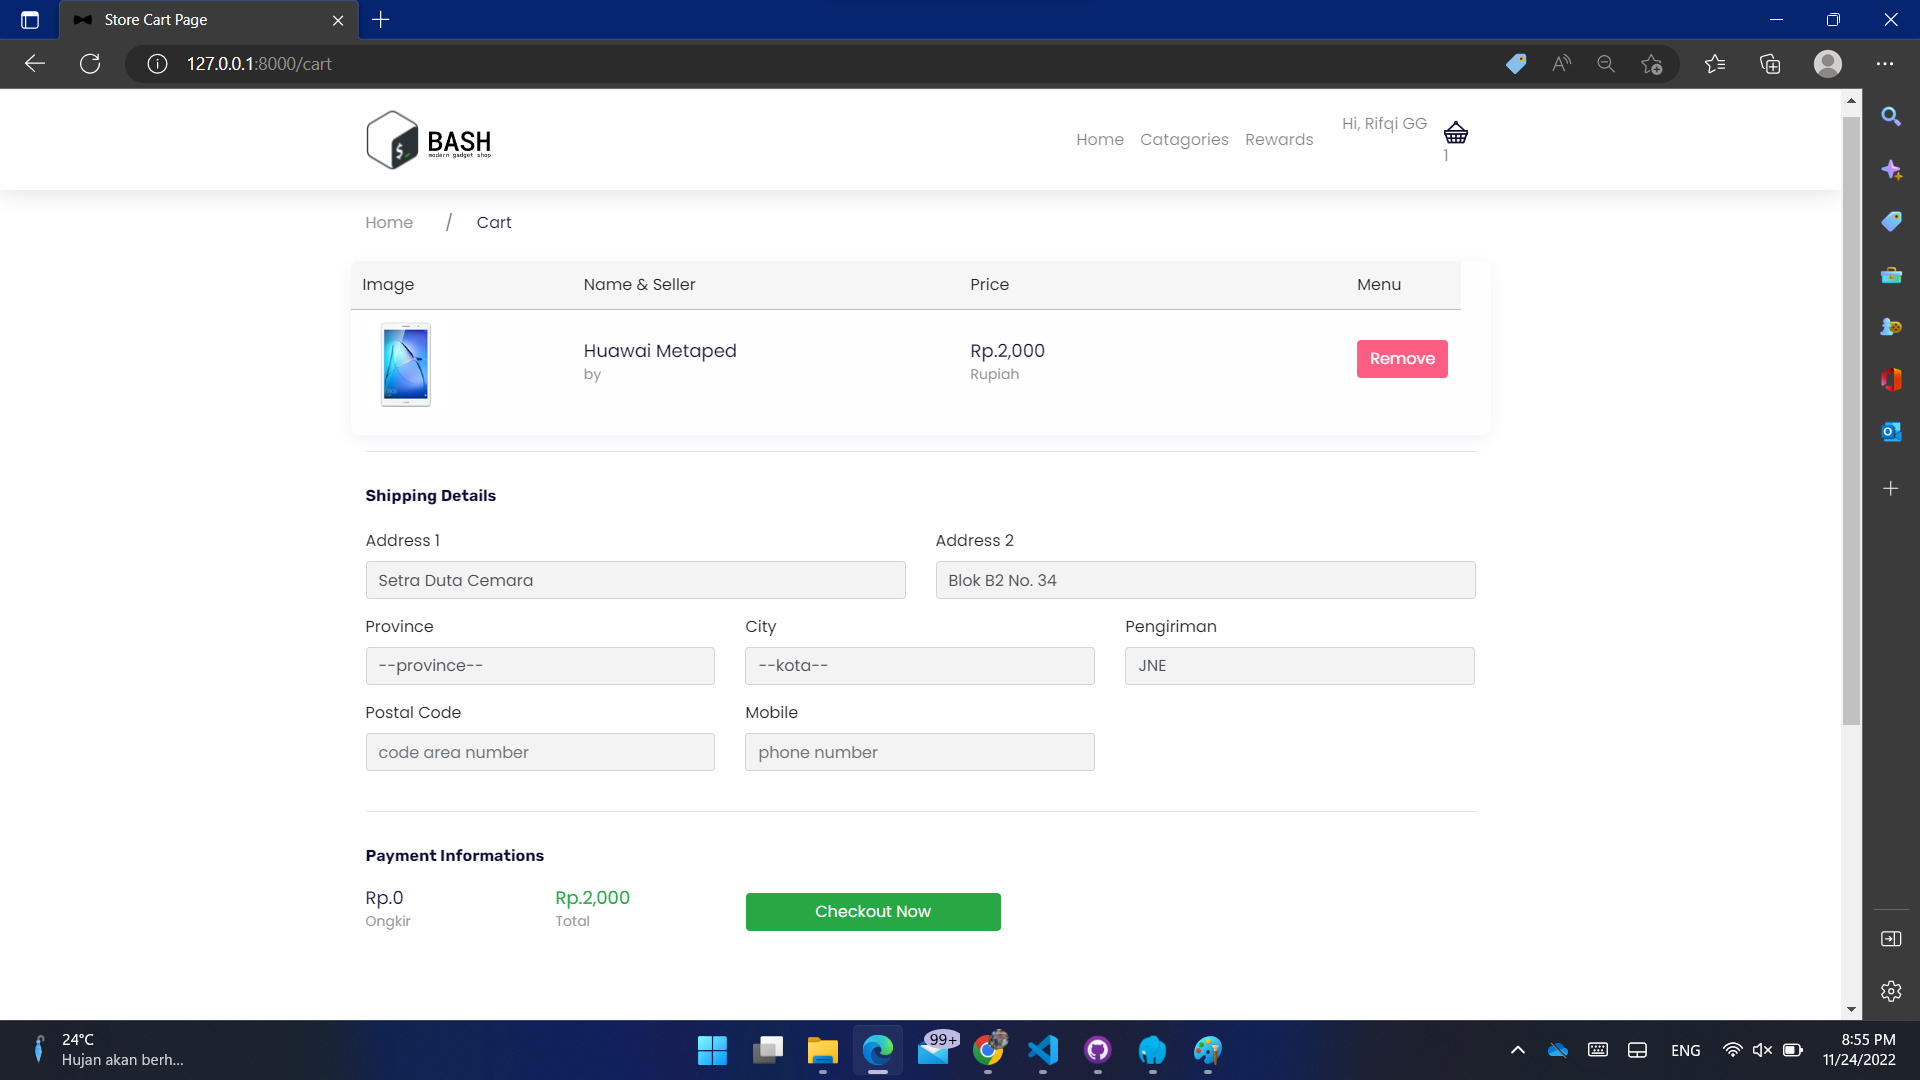 Store Cart Page
127.0.0.1:8000/cart
BASH
modern gadget shop
Home Catagories Rewards Hi, Rifqi GG
1
Home / Cart
Image Name & Seller Price Menu
Huawai Metaped Rp.2,000 Remove
by Rupiah
Shipping Details
Address 1 Address 2
Setra Duta Cemara Blok B2 No. 34
Province City Pengiriman
--province-- --kota-- JNE
Postal Code Mobile
code area number phone number
Payment Informations
Rp.0 Rp.2,000 Checkout Now
Ongkir Total
24°C
Hujan akan berh...
99+
ENG
8:55 PM
11/24/2022